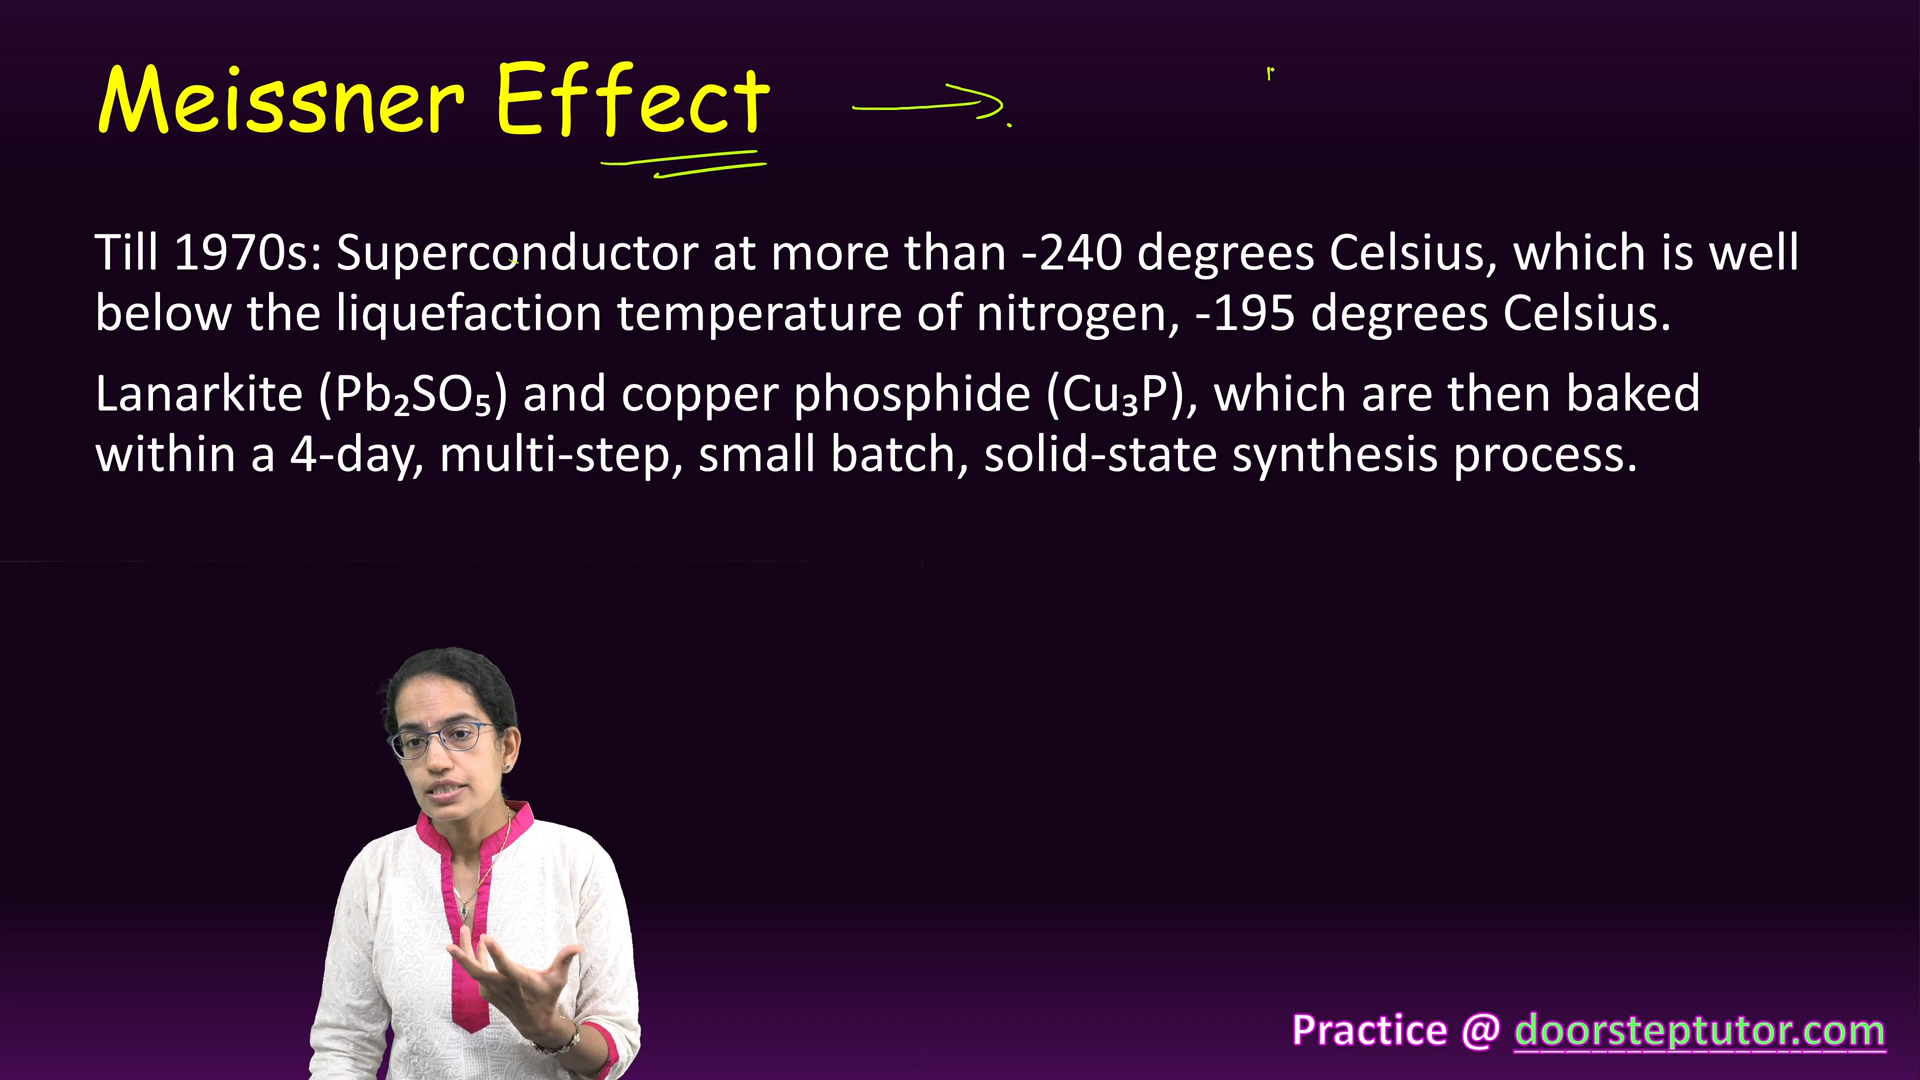 Meissner Effect
Till 1970s: Superconductor at more than -240 degrees Celsius, which is well
below the liquefaction temperature of nitrogen, -195 degrees Celsius.
Lanarkite (Pb₂SO₅) and copper phosphide (Cu₃P), which are then baked
within a 4-day, multi-step, small batch, solid-state synthesis process.
Practice @ doorsteptutor.com